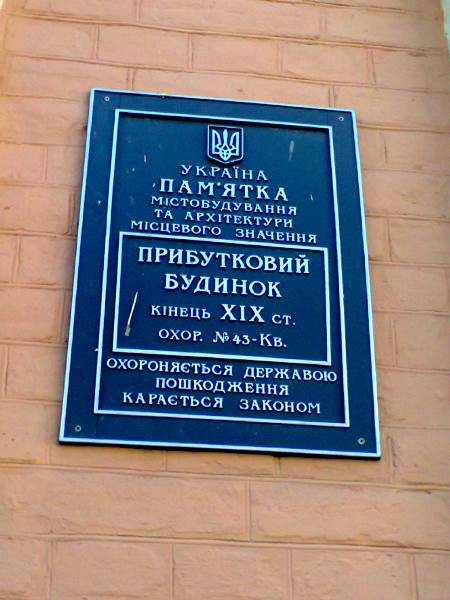 УКРАЇНА
ПАМ'ЯТКА
МІСТОБУДУВАННЯ
ТА АРХІТЕКТУРИ
МІСЦЕВОГО ЗНАЧЕННЯ
ПРИБУТКОВИЙ
БУДИНОК
КІНЕЦЬ XIX СТ.
ОХОР. № 43-Кв.
ОХОРОНЯЄТЬСЯ ДЕРЖАВОЮ
ПОШКОДЖЕННЯ
КАРАЄТЬСЯ ЗАКОНОМ